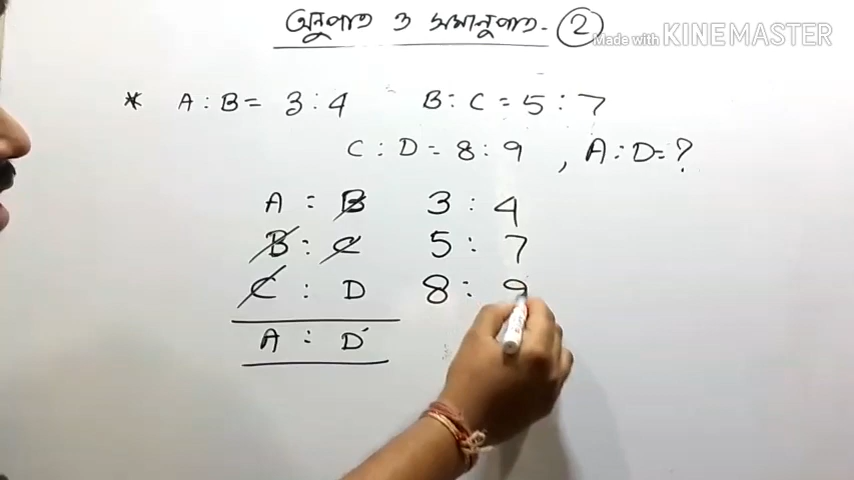 অনুপাত ও সমানুপাত- 2
Made with KINEMASTER
* A : B = 3 : 4 B : C = 5 : 7
C : D = 8 : 9 , A : D = ?
A : B 3 : 4
B : C 5 : 7
C : D 8 : 9
A : D